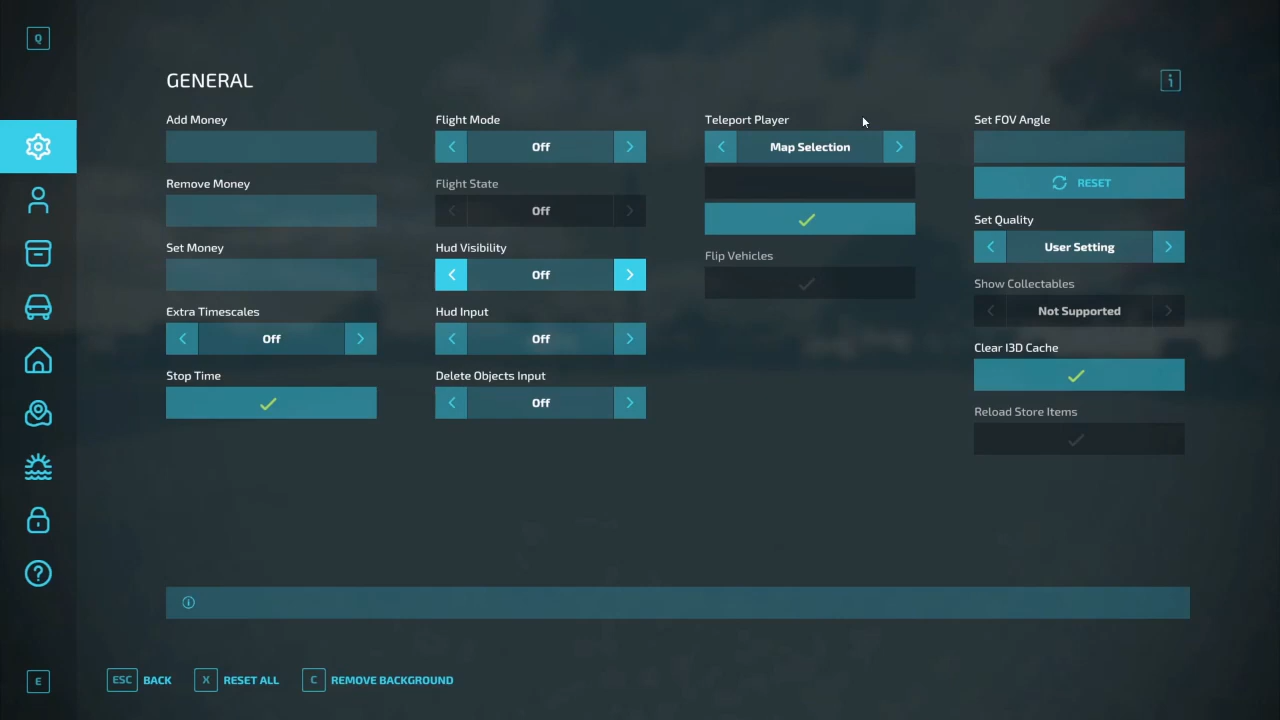 Q
GENERAL
Add Money
Remove Money
Set Money
Extra Timescales
Off
Stop Time
Flight Mode
Off
Flight State
Off
Hud Visibility
Off
Hud Input
Off
Delete Objects Input
Off
Teleport Player
Map Selection
Flip Vehicles
Set FOV Angle
RESET
Set Quality
User Setting
Show Collectables
Not Supported
Clear I3D Cache
Reload Store Items
E
ESC BACK X RESET ALL C REMOVE BACKGROUND